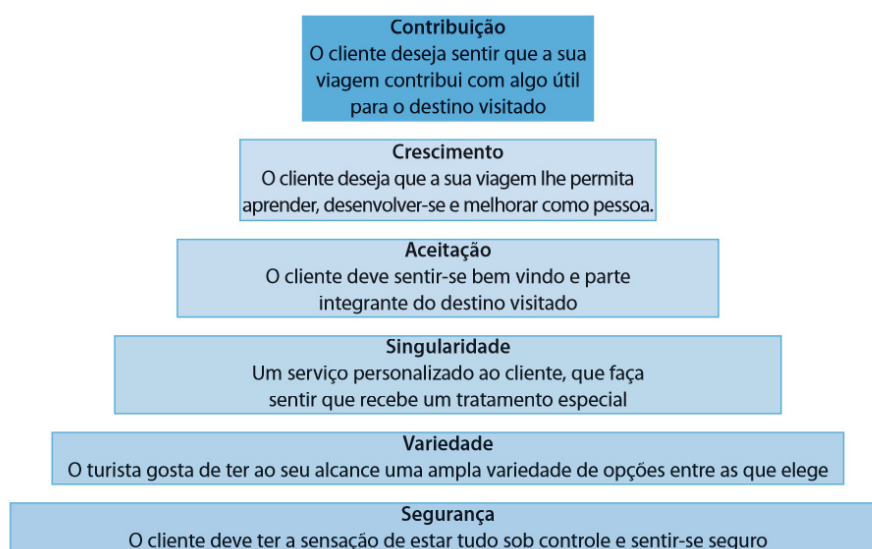 Contribuição
O cliente deseja sentir que a sua
viagem contribui com algo útil
para o destino visitado
Crescimento
O cliente deseja que a sua viagem lhe permita
aprender, desenvolver-se e melhorar como pessoa.
Aceitação
O cliente deve sentir-se bem vindo e parte
integrante do destino visitado
Singularidade
Um serviço personalizado ao cliente, que faça
sentir que recebe um tratamento especial
Variedade
O turista gosta de ter ao seu alcance uma ampla variedade de opções entre as que elege
Segurança
O cliente deve ter a sensação de estar tudo sob controle e sentir-se seguro